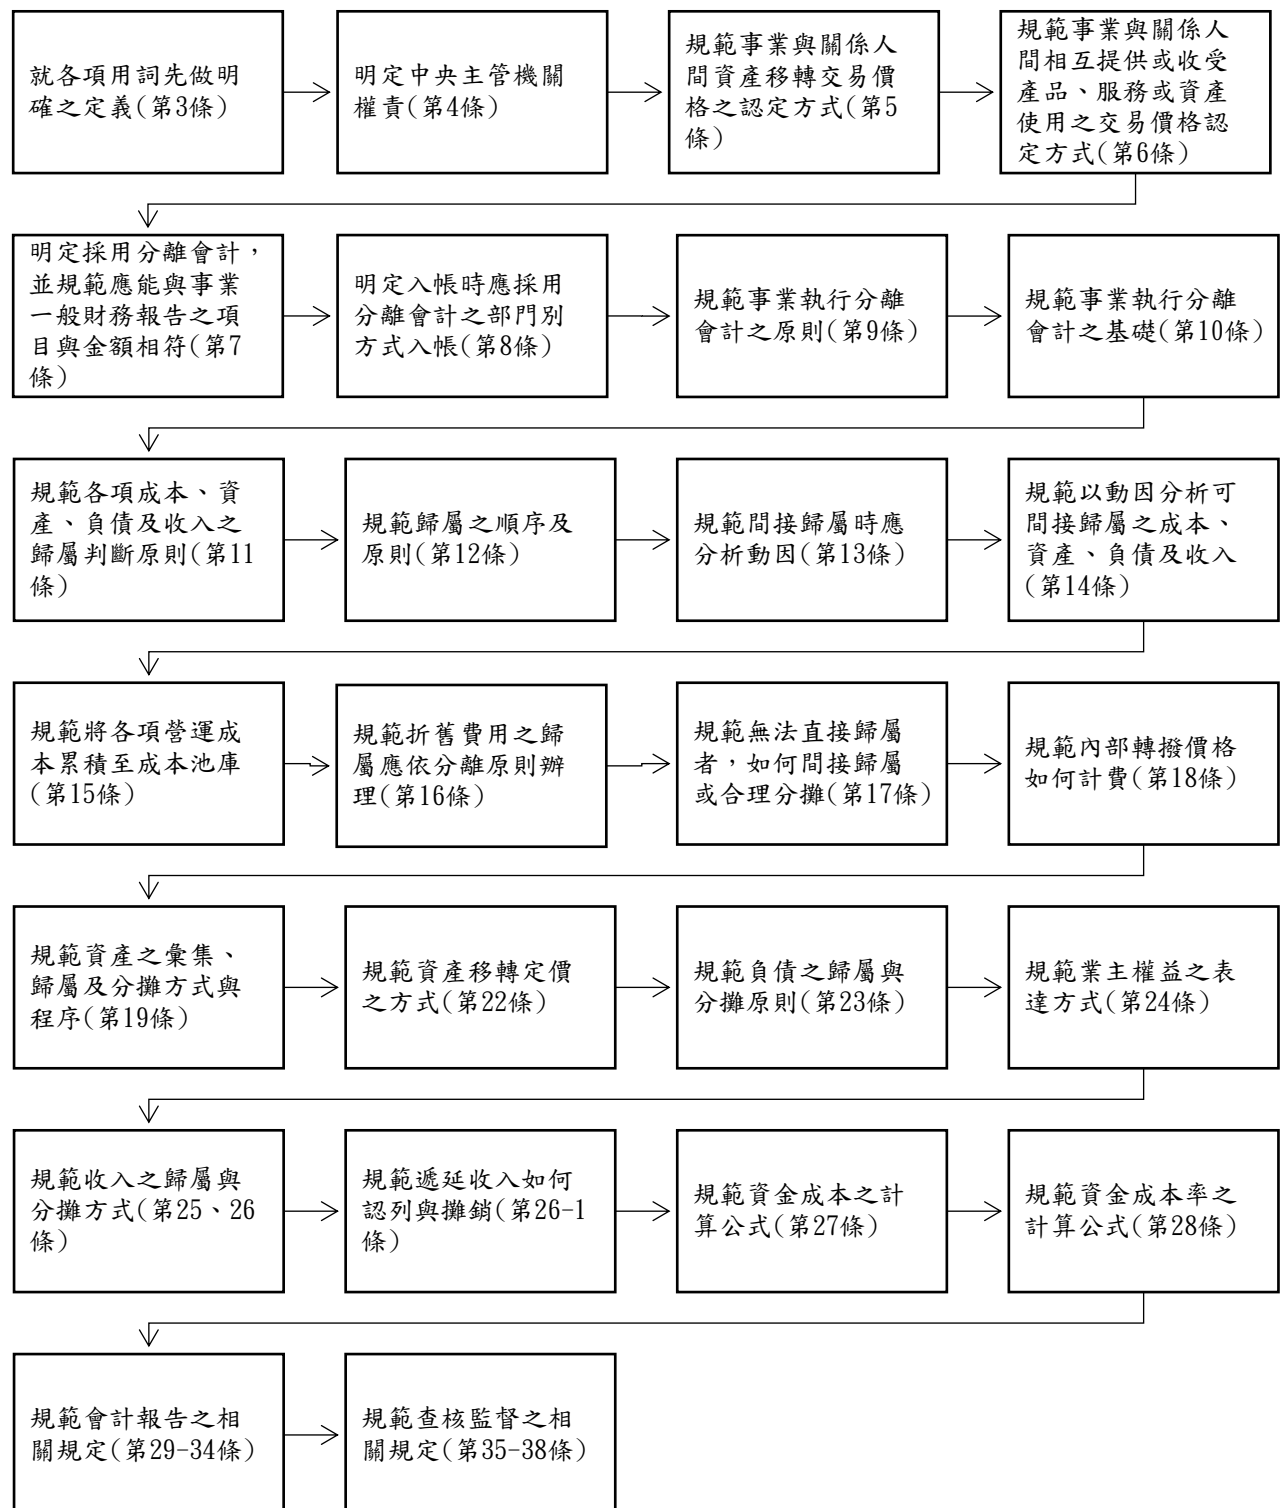 就各項用詞先做明
確之定義(第3條)
明定中央主管機關
權責(第4條)
規範事業與關係人
間資產移轉交易價
格之認定方式(第5
條)
規範事業與關係人
間相互提供或收受
產品、服務或資產
使用之交易價格認
定方式(第6條)
明定採用分離會計，
並規範應能與事業
一般財務報告之項
目與金額相符(第7
條)
明定入帳時應採用
分離會計之部門別
方式入帳(第8條)
規範事業執行分離
會計之原則(第9條)
規範事業執行分離
會計之基礎(第10條)
規範各項成本、資
產、負債及收入之
歸屬判斷原則(第11
條)
規範歸屬之順序及
原則(第12條)
規範間接歸屬時應
分析動因(第13條)
規範以動因分析可
間接歸屬之成本、
資產、負債及收入
(第14條)
規範將各項營運成
本累積至成本池庫
(第15條)
規範折舊費用之歸
屬應依分離原則辦
理(第16條)
規範無法直接歸屬
者，如何間接歸屬
或合理分攤(第17條)
規範內部轉撥價格
如何計費(第18條)
規範資產之彙集、
歸屬及分攤方式與
程序(第19條)
規範資產移轉定價
之方式(第22條)
規範負債之歸屬與
分攤原則(第23條)
規範業主權益之表
達方式(第24條)
規範收入之歸屬與
分攤方式(第25、26
條)
規範遞延收入如何
認列與攤銷(第26-1
條)
規範資金成本之計
算公式(第27條)
規範資金成本率之
計算公式(第28條)
規範會計報告之相
關規定(第29-34條)
規範查核監督之相
關規定(第35-38條)